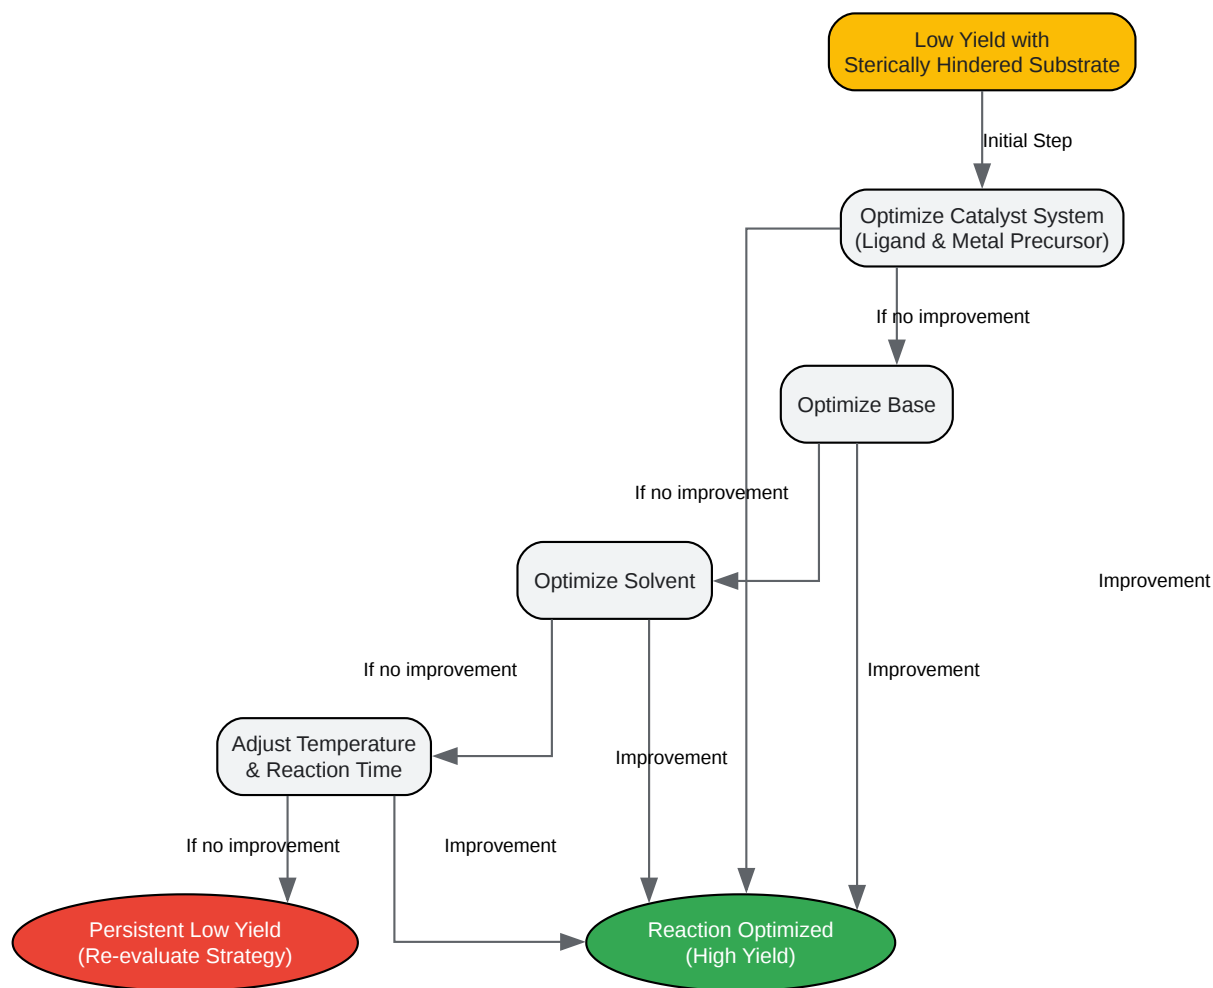 Low Yield with
Sterically Hindered Substrate
Initial Step
Optimize Catalyst System
(Ligand & Metal Precursor)
If no improvement
Optimize Base
If no improvement
Optimize Solvent
Improvement
If no improvement
Improvement
Adjust Temperature
& Reaction Time
Improvement
If no improvement
Improvement
Persistent Low Yield
(Re-evaluate Strategy)
Reaction Optimized
(High Yield)